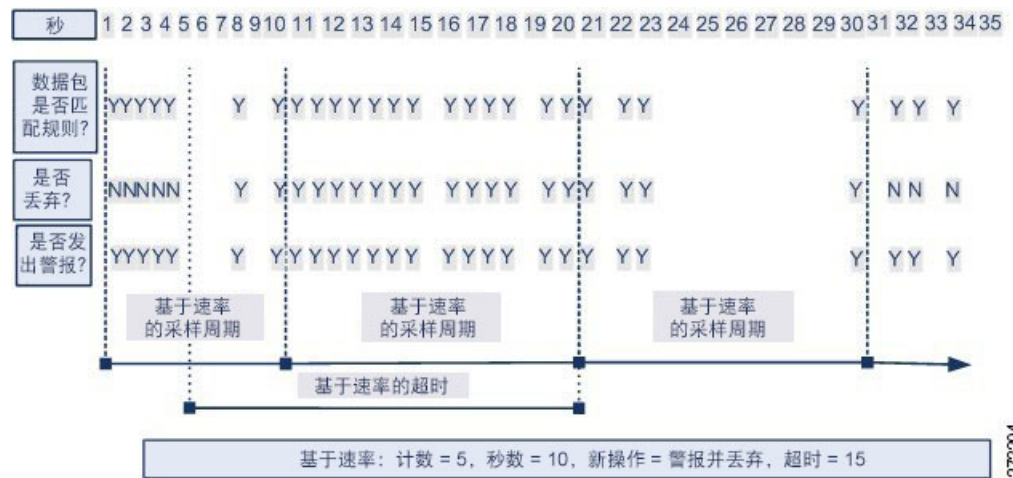 秒 1 2 3 4 5 6 7 8 9 10 11 12 13 14 15 16 17 18 19 20 21 22 23 24 25 26 27 28 29 30 31 32 33 34 35
数据包
是否匹
配规则?
YYYYY Y Y Y Y Y Y Y Y Y Y Y Y Y Y Y Y Y Y Y Y Y Y
是否
丢弃?
NNNNN Y Y Y Y Y Y Y Y Y Y Y Y Y Y Y Y Y Y Y N N N
是否发
出警报?
YYYYY Y Y Y Y Y Y Y Y Y Y Y Y Y Y Y Y Y Y Y Y Y Y
基于速率
的采样周期
基于速率
的采样周期
基于速率
的采样周期
基于速率的超时
基于速率: 计数 = 5, 秒数 = 10, 新操作 = 警报并丢弃, 超时 = 15